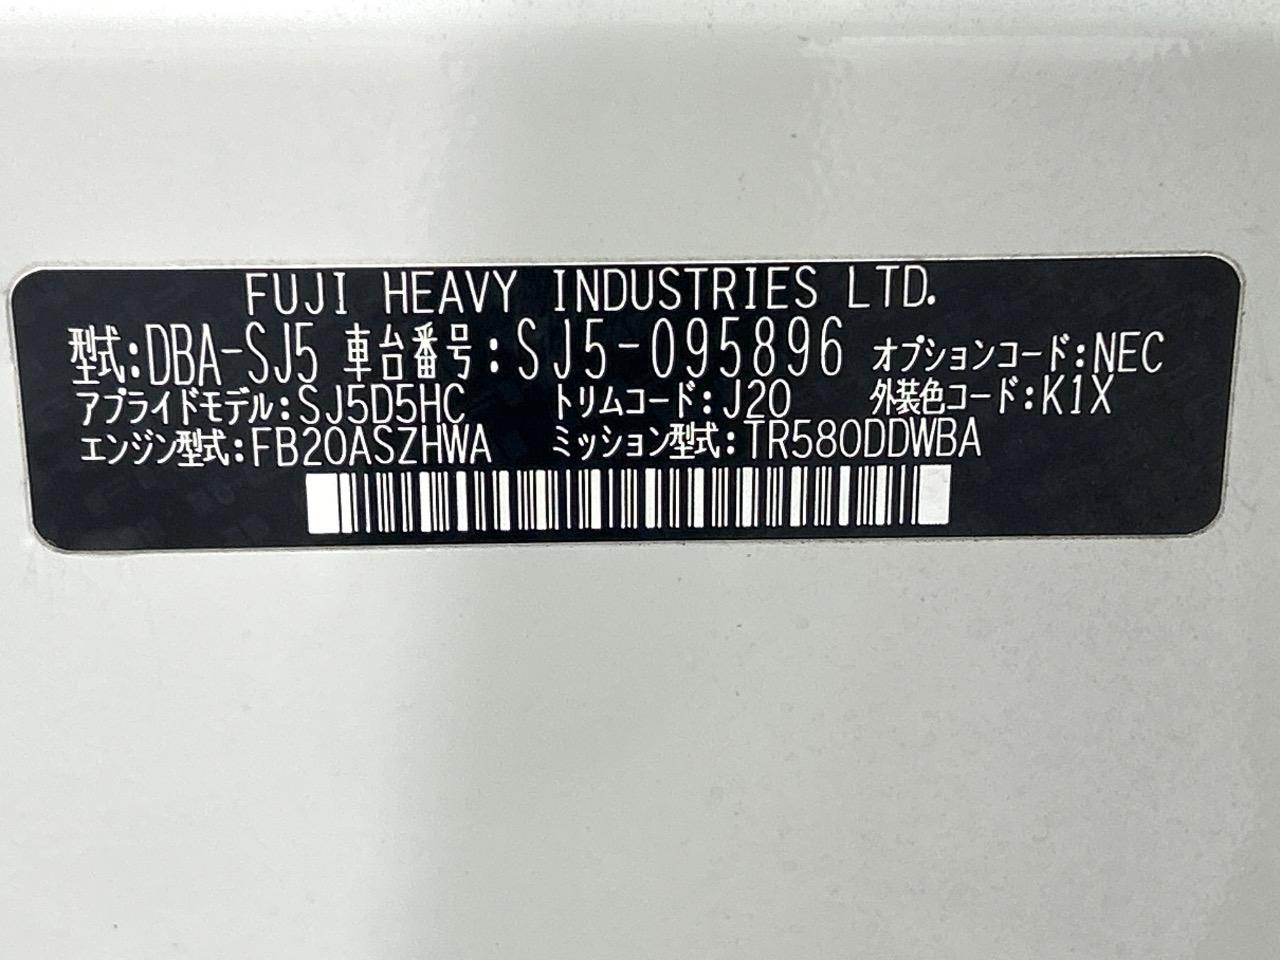 FUJI HEAVY INDUSTRIES LTD.
型式:DBA-SJ5 車台番号:SJ5-095896 オプションコード:NEC
アプライドモデル:SJ5D5HC トリムコード:J20 外装色コード:K1X
エンジン型式:FB20ASZHWA ミッション型式:TR580DDWBA